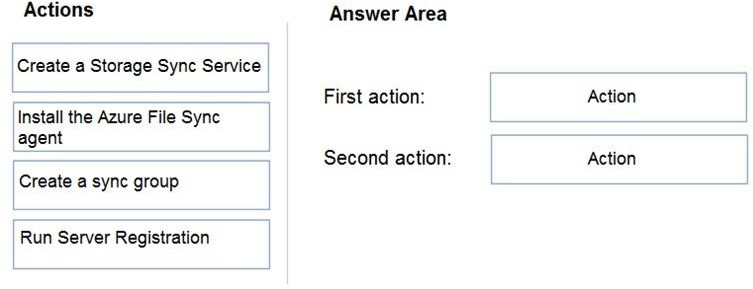 Actions
Answer Area
Create a Storage Sync Service
Install the Azure File Sync
agent
Create a sync group
Run Server Registration
First action:
Action
Second action:
Action